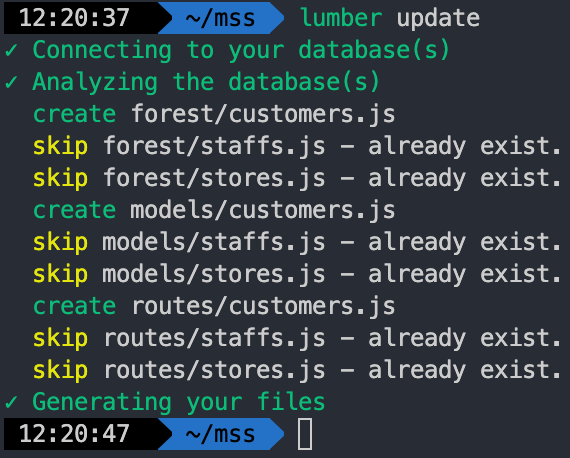 12:20:37 ~/mss lumber update
✓ Connecting to your database(s)
✓ Analyzing the database(s)
create forest/customers.js
skip forest/staffs.js - already exist.
skip forest/stores.js - already exist.
create models/customers.js
skip models/staffs.js - already exist.
skip models/stores.js - already exist.
create routes/customers.js
skip routes/staffs.js - already exist.
skip routes/stores.js - already exist.
✓ Generating your files
12:20:47 ~/mss